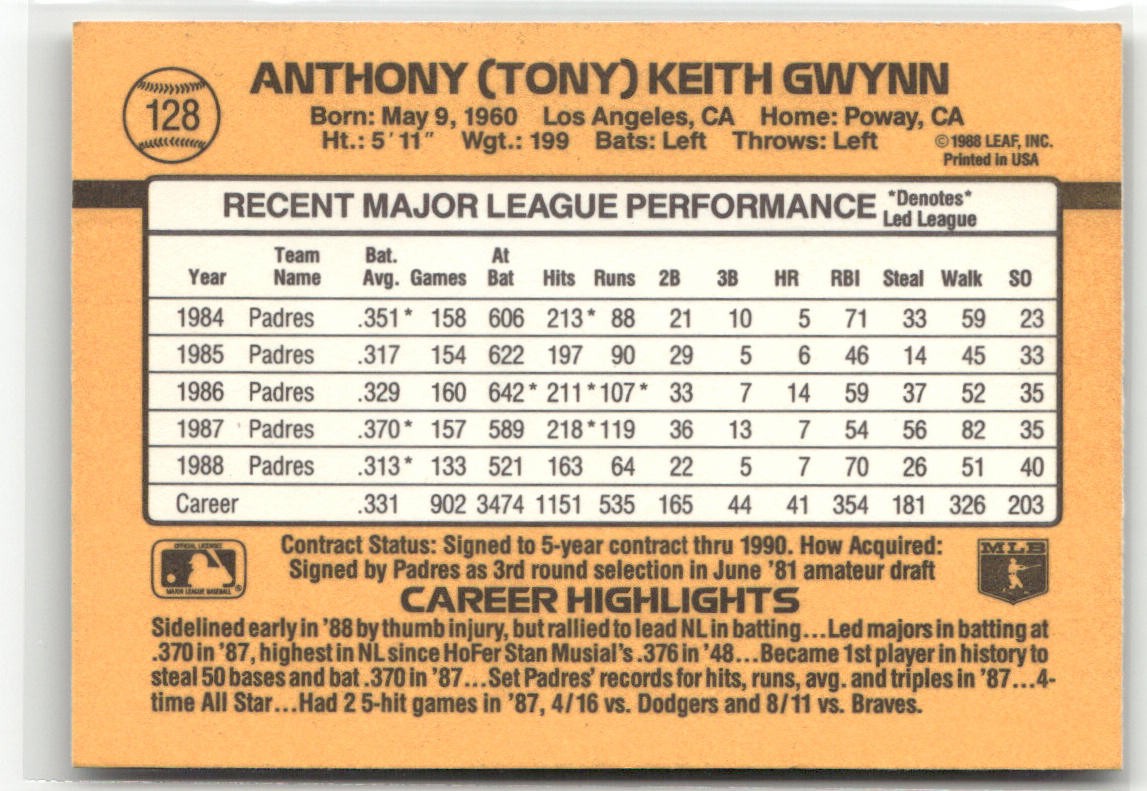 128
ANTHONY (TONY) KEITH GWYNN
Born: May 9, 1960 Los Angeles, CA Home: Poway, CA
Ht.: 5' 11" Wgt.: 199 Bats: Left Throws: Left
©1988 LEAF, INC.
Printed in USA
RECENT MAJOR LEAGUE PERFORMANCE *Denotes*
Led League
Year Team Name Bat. Avg. Games At Bat Hits Runs 2B 3B HR RBI Steal Walk SO
1984 Padres .351* 158 606 213* 88 21 10 5 71 33 59 23
1985 Padres .317 154 622 197 90 29 5 6 46 14 45 33
1986 Padres .329 160 642* 211* 107* 33 7 14 59 37 52 35
1987 Padres .370* 157 589 218* 119 36 13 7 54 56 82 35
1988 Padres .313* 133 521 163 64 22 5 7 70 26 51 40
Career .331 902 3474 1151 535 165 44 41 354 181 326 203
OFFICIAL LICENSEE
MAJOR LEAGUE BASEBALL
®
Contract Status: Signed to 5-year contract thru 1990. How Acquired:
Signed by Padres as 3rd round selection in June '81 amateur draft
MLB
CAREER HIGHLIGHTS
Sidelined early in '88 by thumb injury, but rallied to lead NL in batting...Led majors in batting at
.370 in '87, highest in NL since HoFer Stan Musial's .376 in '48...Became 1st player in history to
steal 50 bases and bat .370 in '87...Set Padres' records for hits, runs, avg. and triples in '87...4-
time All Star...Had 2 5-hit games in '87, 4/16 vs. Dodgers and 8/11 vs. Braves.